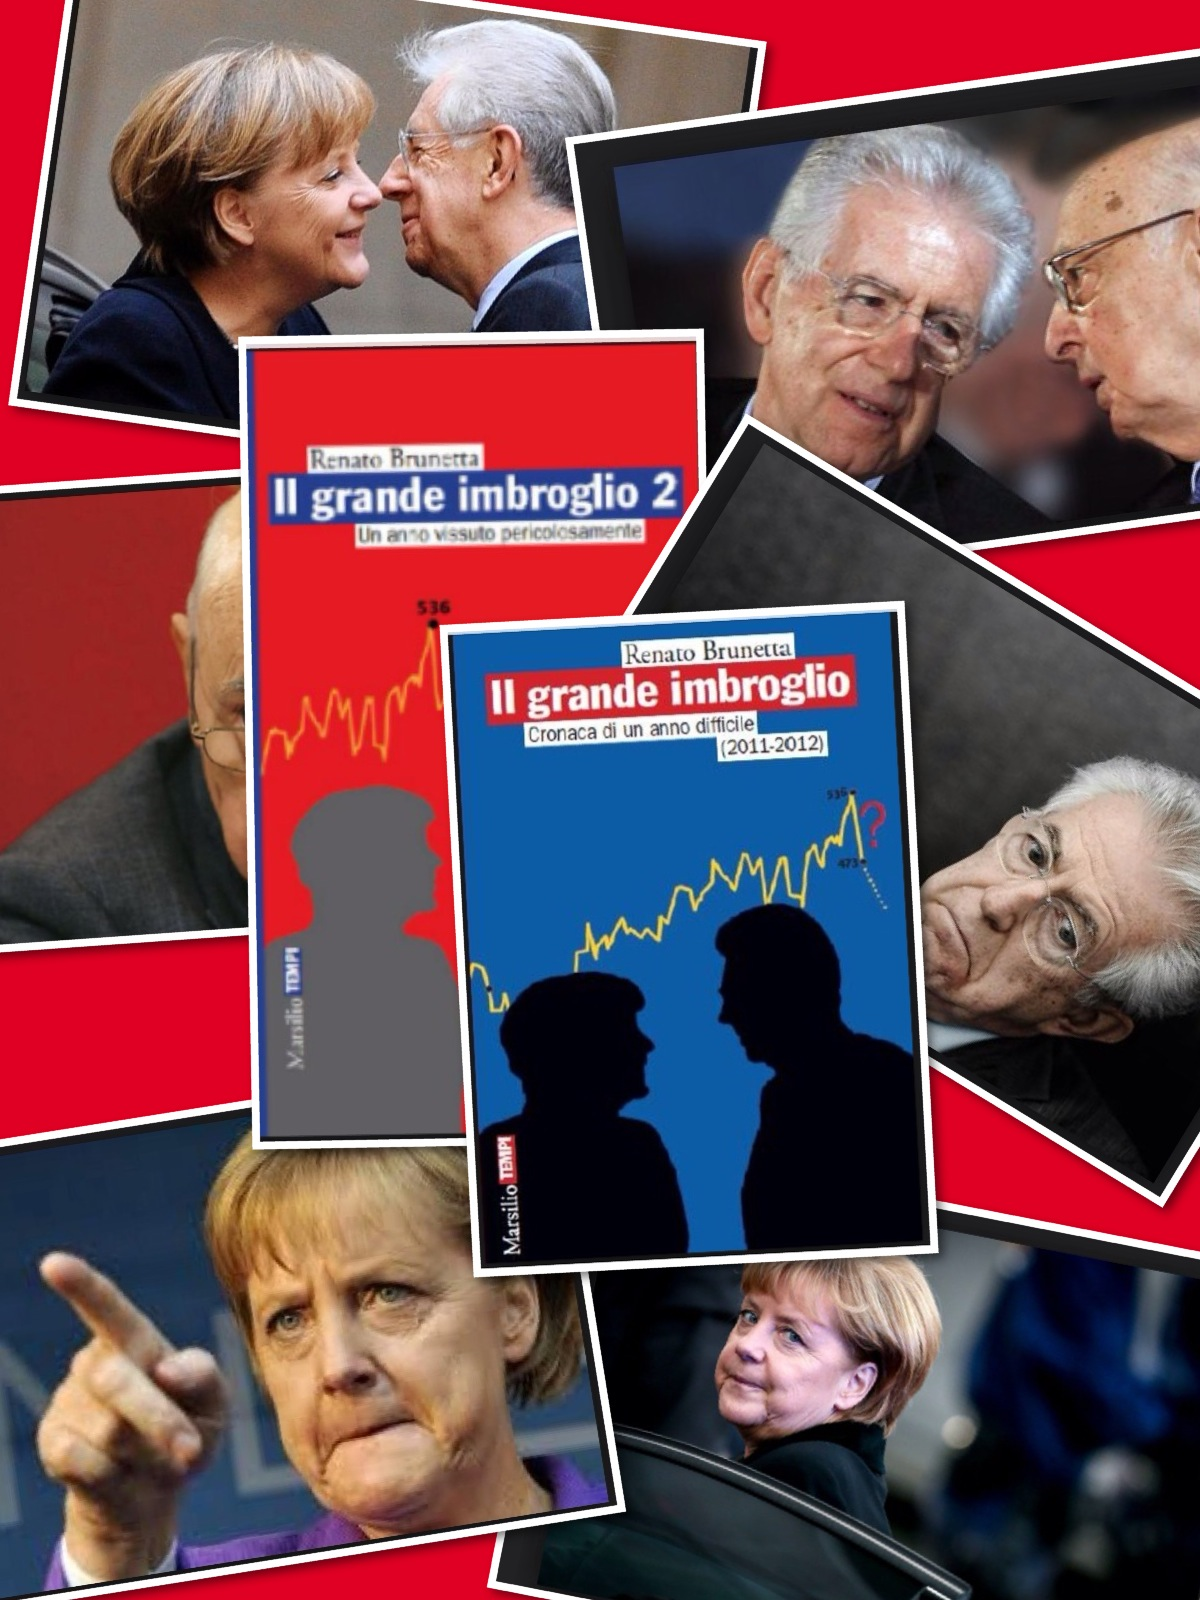 Renato Brunetta
Il grande imbroglio 2
Un anno vissuto pericolosamente
536
Marsilio TEMPI
Renato Brunetta
Il grande imbroglio
Cronaca di un anno difficile
(2011-2012)
536
?
473
Marsilio TEMPI